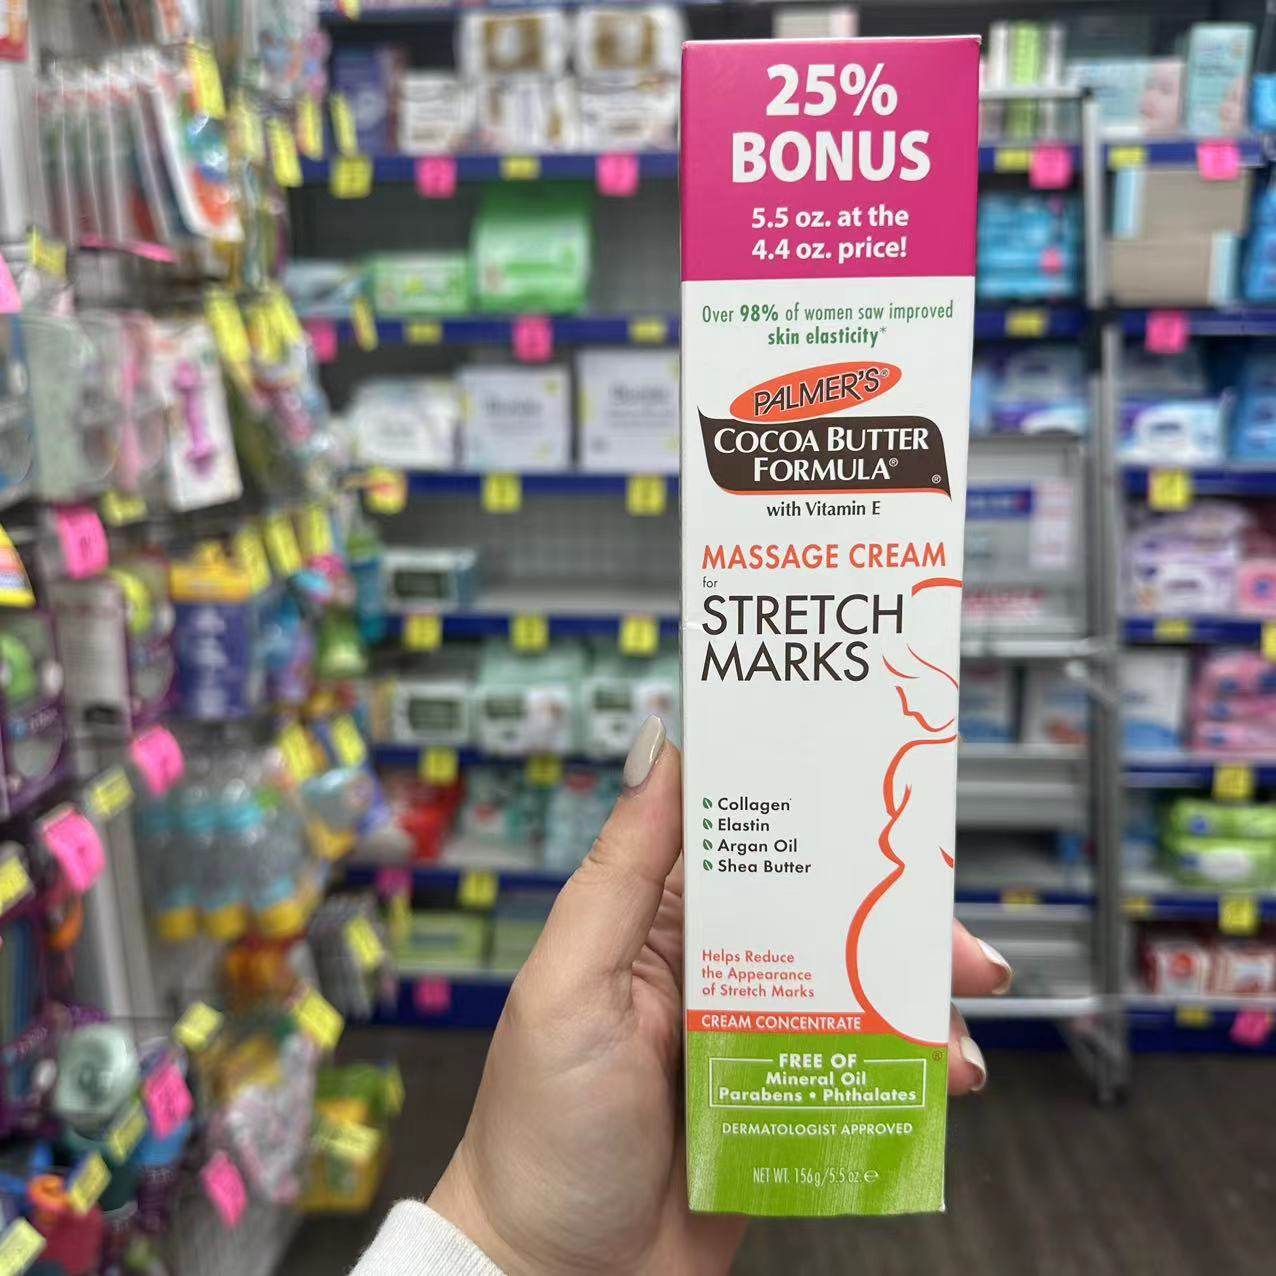 25%
BONUS
5.5 oz. at the
4.4 oz. price!
Over 98% of women saw improved
skin elasticity*
PALMER'S®
COCOA BUTTER
FORMULA®
®
with Vitamin E
MASSAGE CREAM
for
STRETCH
MARKS
Collagen
Elastin
Argan Oil
Shea Butter
Helps Reduce
the Appearance
of Stretch Marks
CREAM CONCENTRATE
FREE OF
Mineral Oil
Parabens • Phthalates
DERMATOLOGIST APPROVED
NET WT. 156g/5.5 oz. ℮